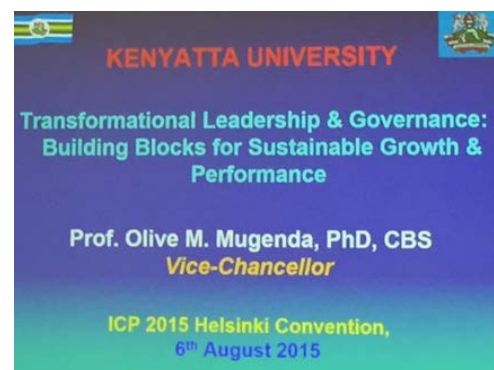 KENYATTA UNIVERSITY
Transformational Leadership & Governance:
Building Blocks for Sustainable Growth &
Performance
Prof. Olive M. Mugenda, PhD, CBS
Vice-Chancellor
ICP 2015 Helsinki Convention,
6th August 2015